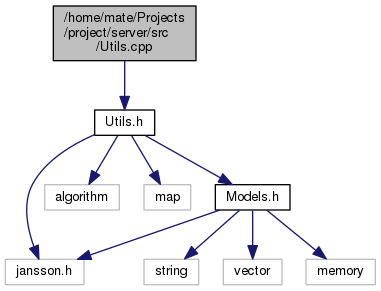 /home/mate/Projects
/project/server/src
/Utils.cpp
Utils.h
algorithm
map
Models.h
jansson.h
string
vector
memory